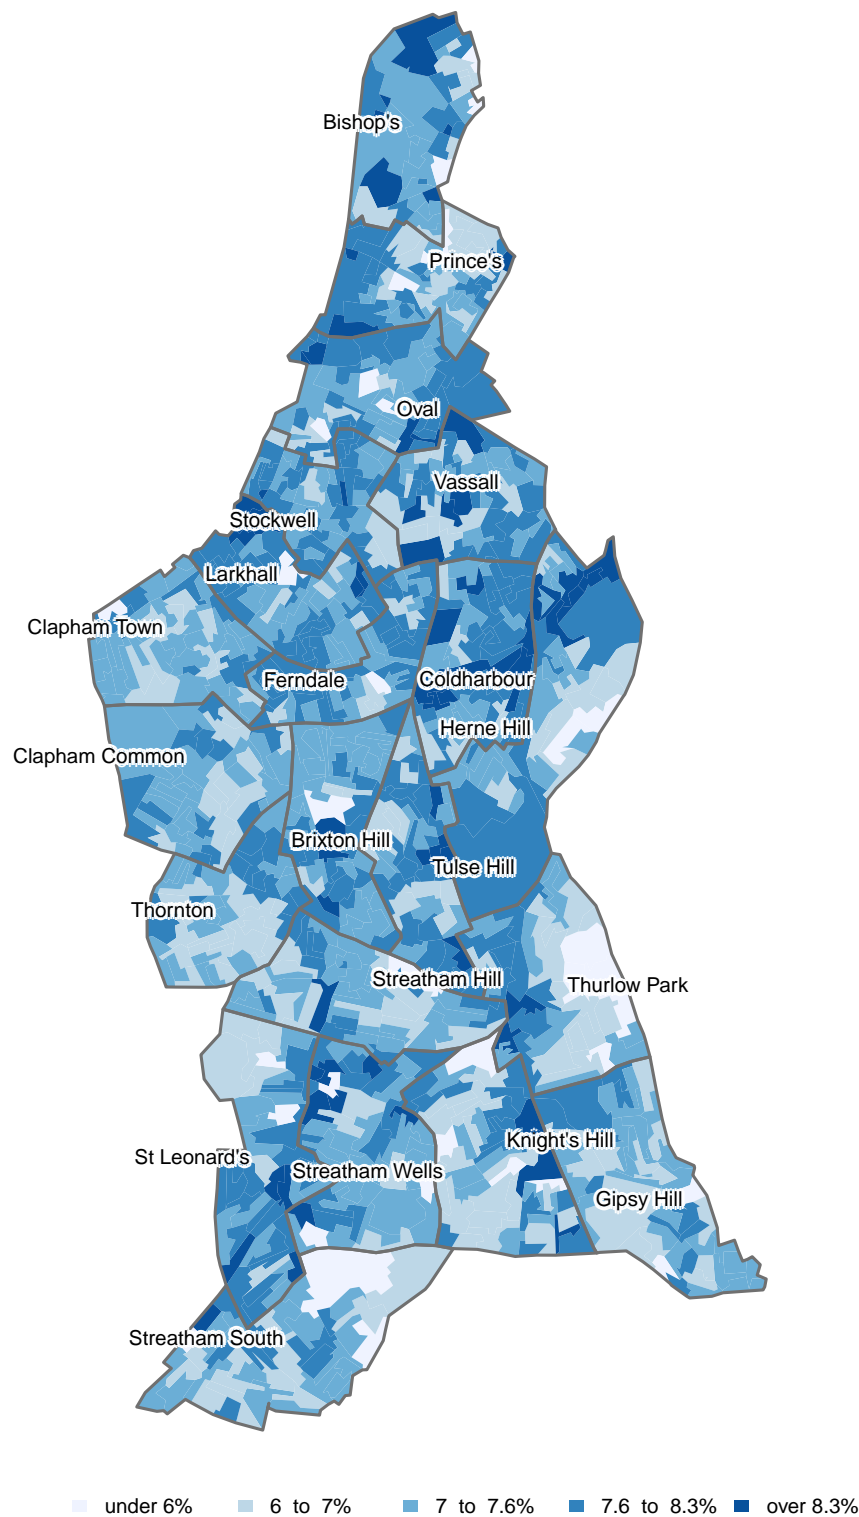 Bishop's
Prince's
Oval
Vassall
Stockwell
Larkhall
Clapham Town
Ferndale
Coldharbour
Herne Hill
Clapham Common
Brixton Hill
Tulse Hill
Thornton
Streatham Hill
Thurlow Park
Knight's Hill
St Leonard's
Streatham Wells
Gipsy Hill
Streatham South
under 6% 6 to 7% 7 to 7.6% 7.6 to 8.3% over 8.3%